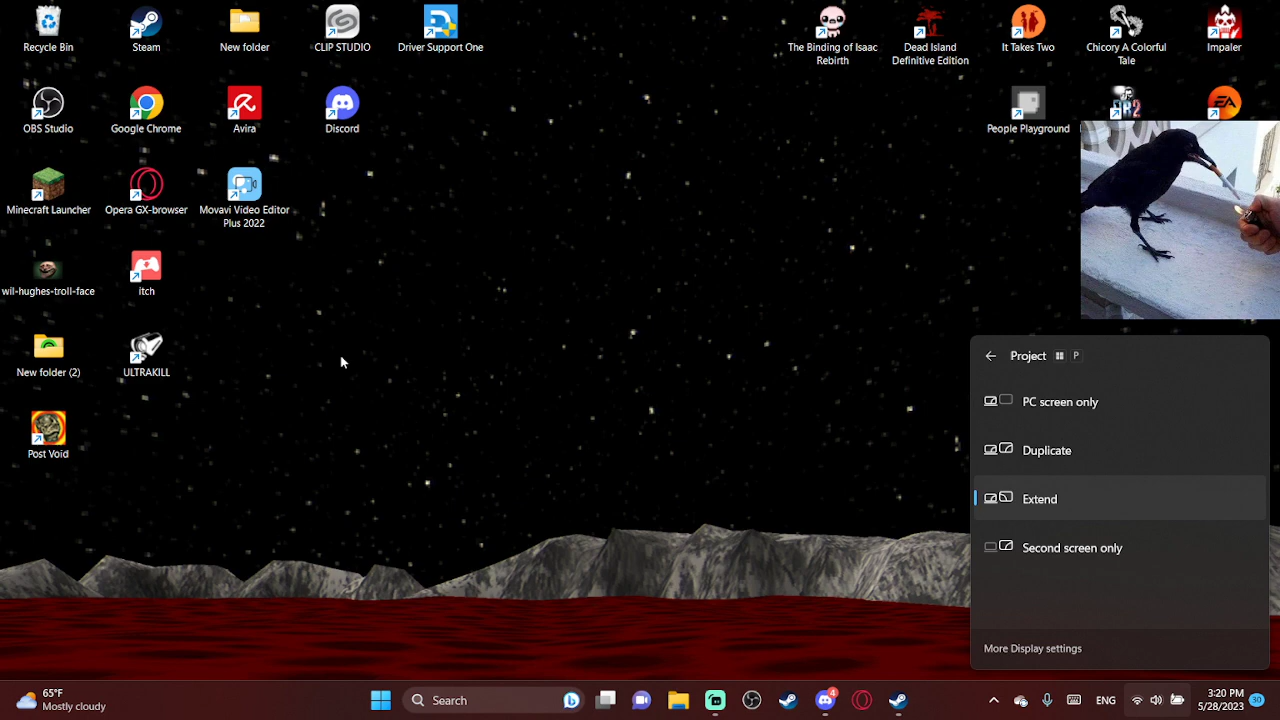 Recycle Bin
Steam
New folder
CLIP STUDIO
Driver Support One
The Binding of Isaac
Rebirth
Dead Island
Definitive Edition
It Takes Two
Chicory A Colorful
Tale
Impaler
OBS Studio
Google Chrome
Avira
Discord
People Playground
EA
Minecraft Launcher
Opera GX-browser
Movavi Video Editor
Plus 2022
wil-hughes-troll-face
itch
New folder (2)
ULTRAKILL
Post Void
Project P
PC screen only
Duplicate
Extend
Second screen only
More Display settings
65°F
Mostly cloudy
Search
4
ENG
3:20 PM
5/28/2023
30